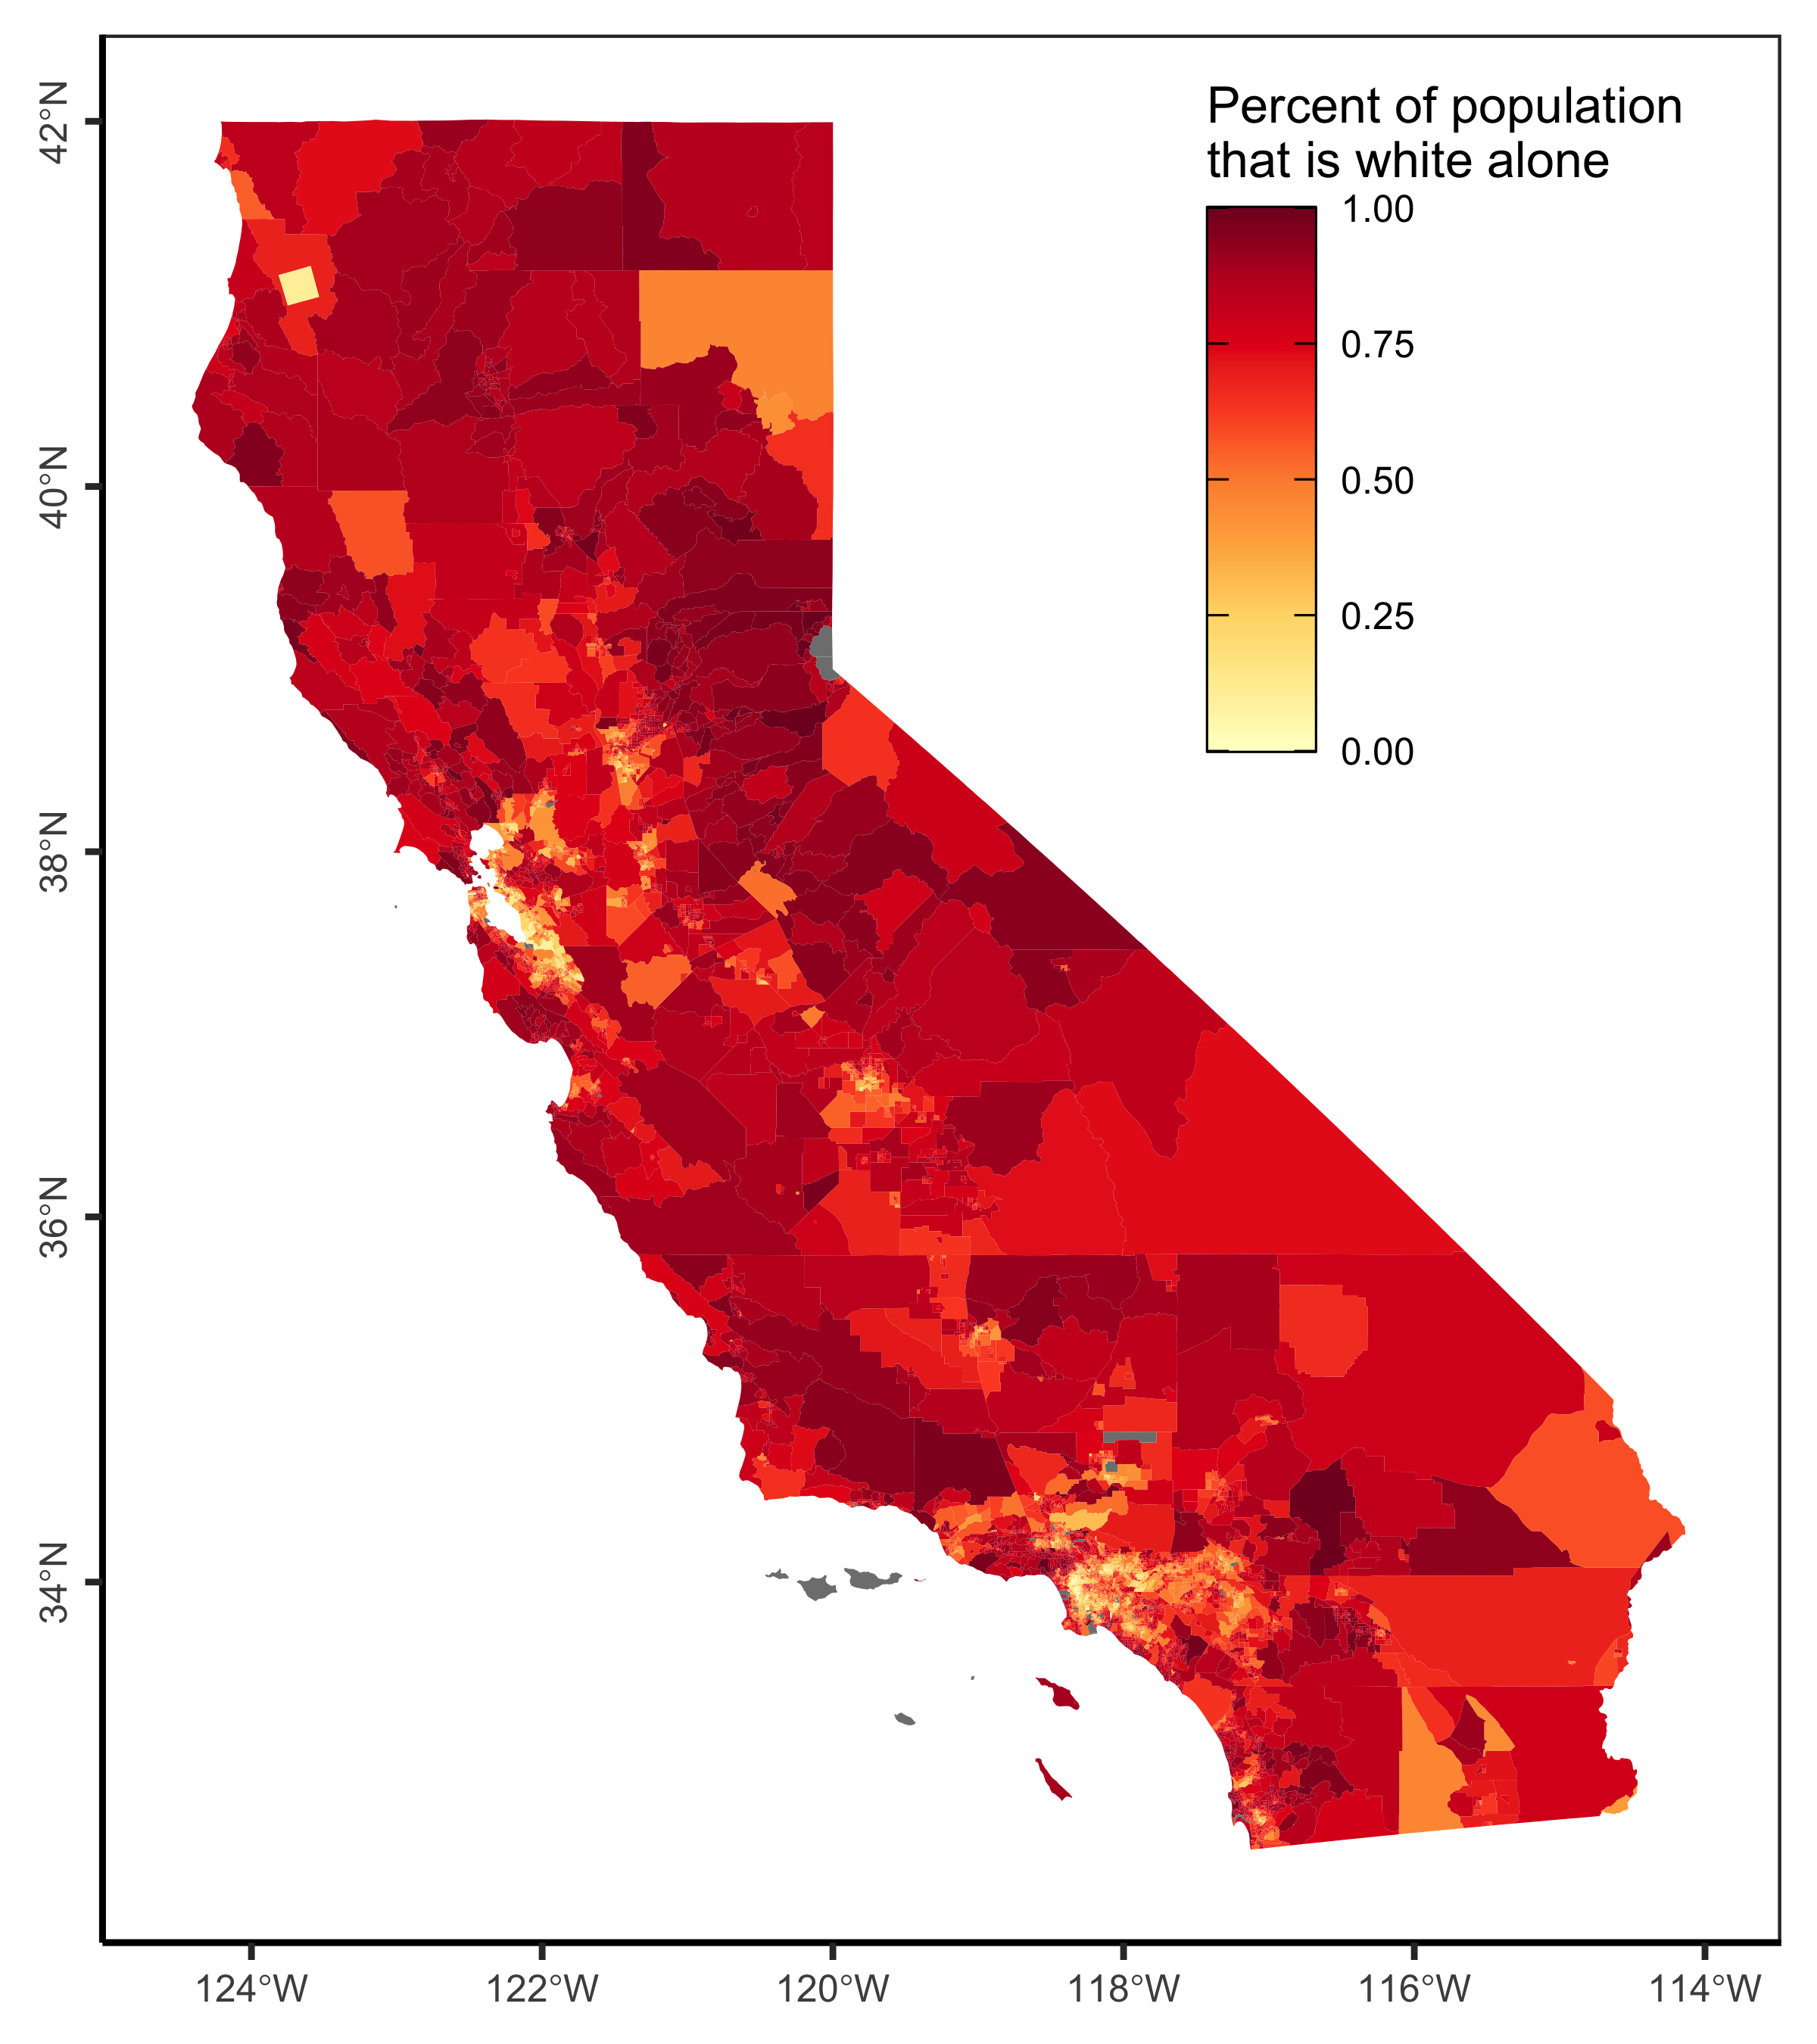 Percent of population
that is white alone
1.00
0.75
0.50
0.25
0.00
42°N
40°N
38°N
36°N
34°N
124°W 122°W 120°W 118°W 116°W 114°W